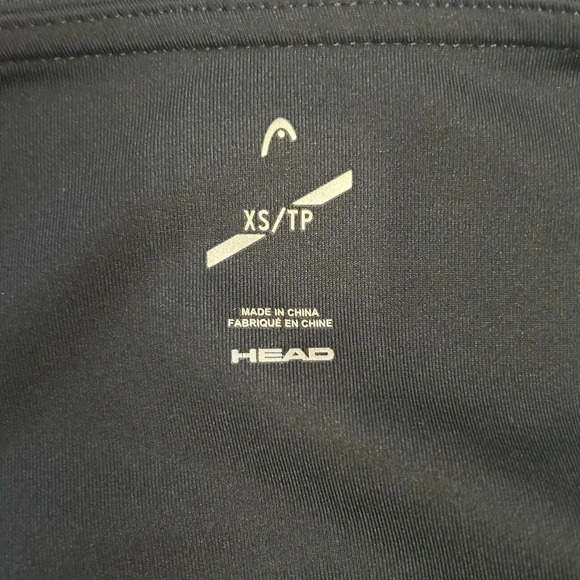 XS/TP
MADE IN CHINA
FABRIQUÉ EN CHINE
HEAD